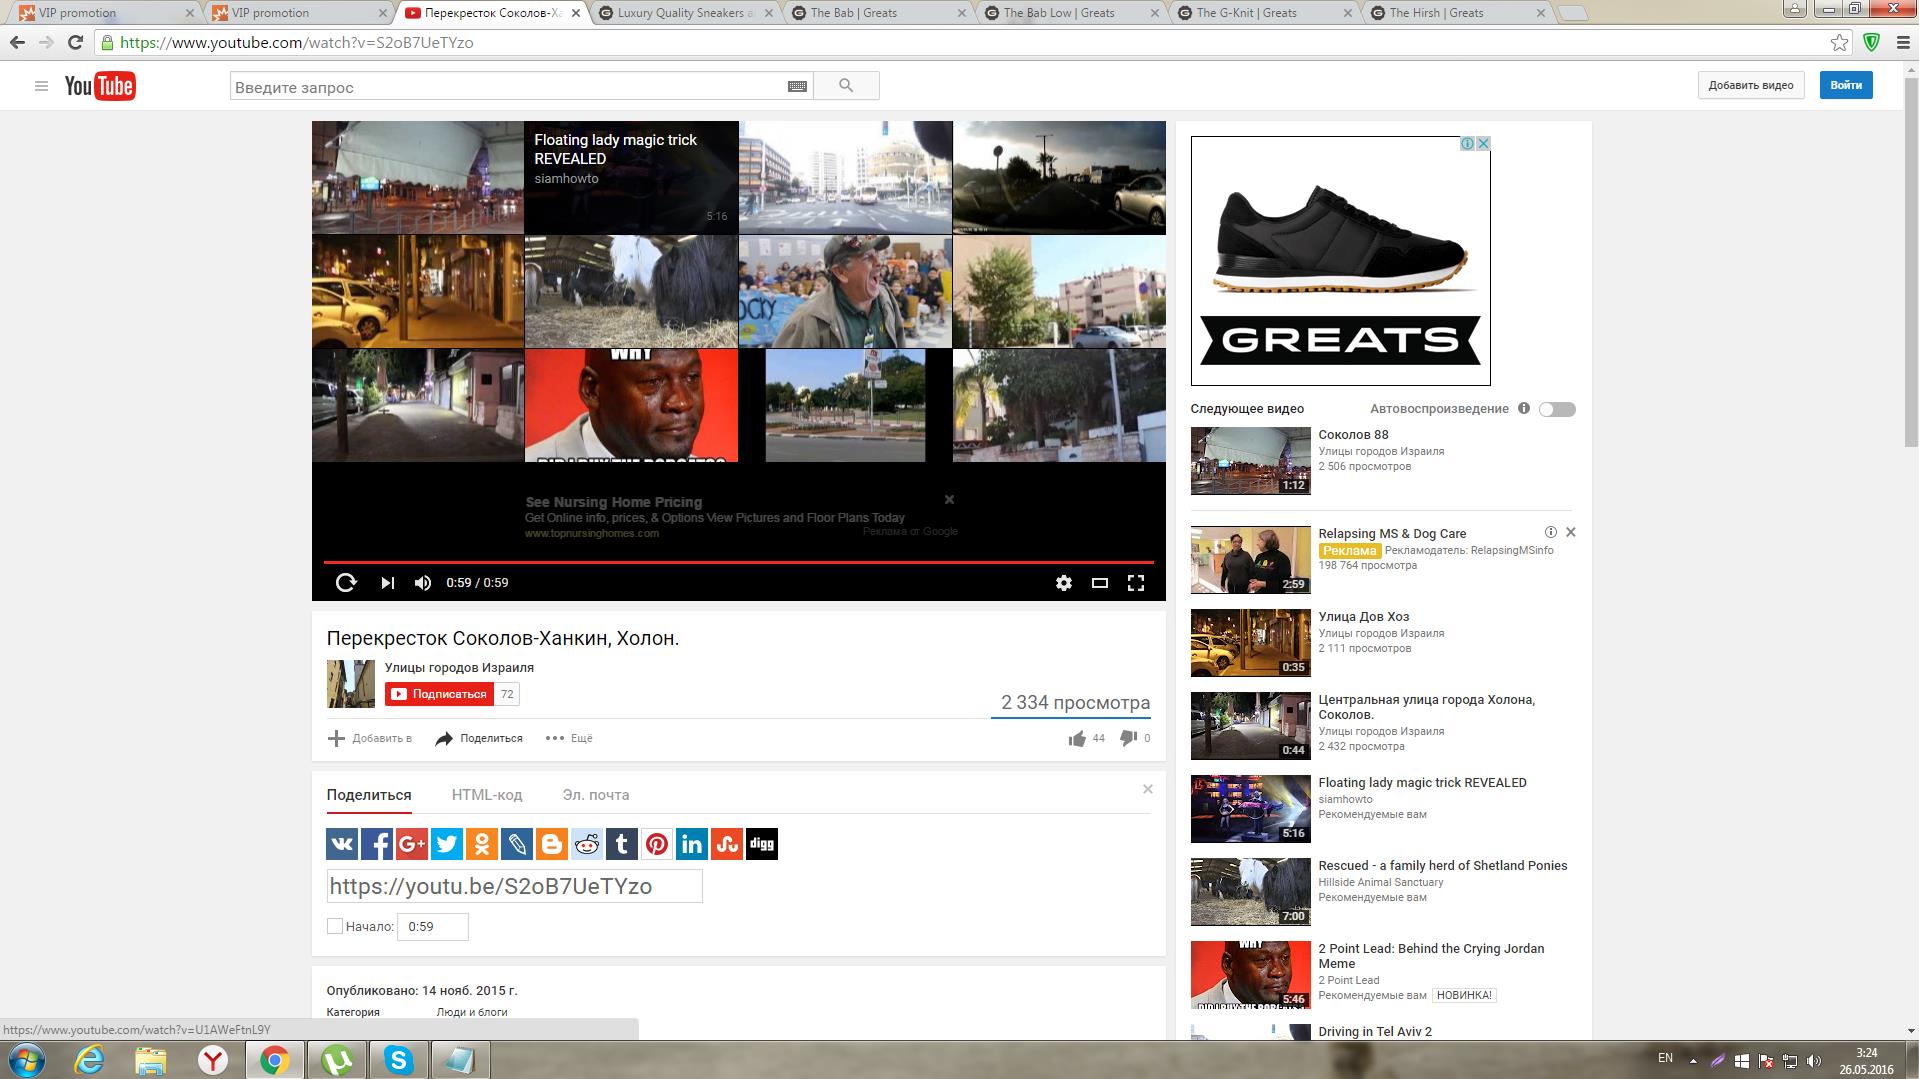 VIP promotion
VIP promotion
Перекресток Соколов-Ха
Luxury Quality Sneakers a
The Bab | Greats
The Bab Low | Greats
The G-Knit | Greats
The Hirsh | Greats
https://www.youtube.com/watch?v=S2oB7UeTYzo
YouTube
Введите запрос
Добавить видео
Войти
Floating lady magic trick
REVEALED
siamhowto
5:16
WHY
See Nursing Home Pricing
Get Online info, prices, & Options View Pictures and Floor Plans Today
www.topnursinghomes.com
Реклама от Google
0:59 / 0:59
Перекресток Соколов-Ханкин, Холон.
Улицы городов Израиля
Подписаться 72
2 334 просмотра
Добавить в
Поделиться
Ещё
44
0
Поделиться
HTML-код
Эл. почта
digg
https://youtu.be/S2oB7UeTYzo
Начало: 0:59
Опубликовано: 14 нояб. 2015 г.
Категория
Люди и блоги
GREATS
Следующее видео
Автовоспроизведение
Соколов 88
Улицы городов Израиля
2 506 просмотров
1:12
Relapsing MS & Dog Care
Реклама Рекламодатель: RelapsingMSinfo
198 764 просмотра
2:59
Улица Дов Хоз
Улицы городов Израиля
2 111 просмотров
0:35
Центральная улица города Холона,
Соколов.
Улицы городов Израиля
2 432 просмотра
0:44
Floating lady magic trick REVEALED
siamhowto
Рекомендуемые вам
5:16
Rescued - a family herd of Shetland Ponies
Hillside Animal Sanctuary
Рекомендуемые вам
7:00
2 Point Lead: Behind the Crying Jordan
Meme
2 Point Lead
Рекомендуемые вам НОВИНКА!
5:46
Driving in Tel Aviv 2
https://www.youtube.com/watch?v=U1AWeFtnL9Y
EN
3:24
26.05.2016